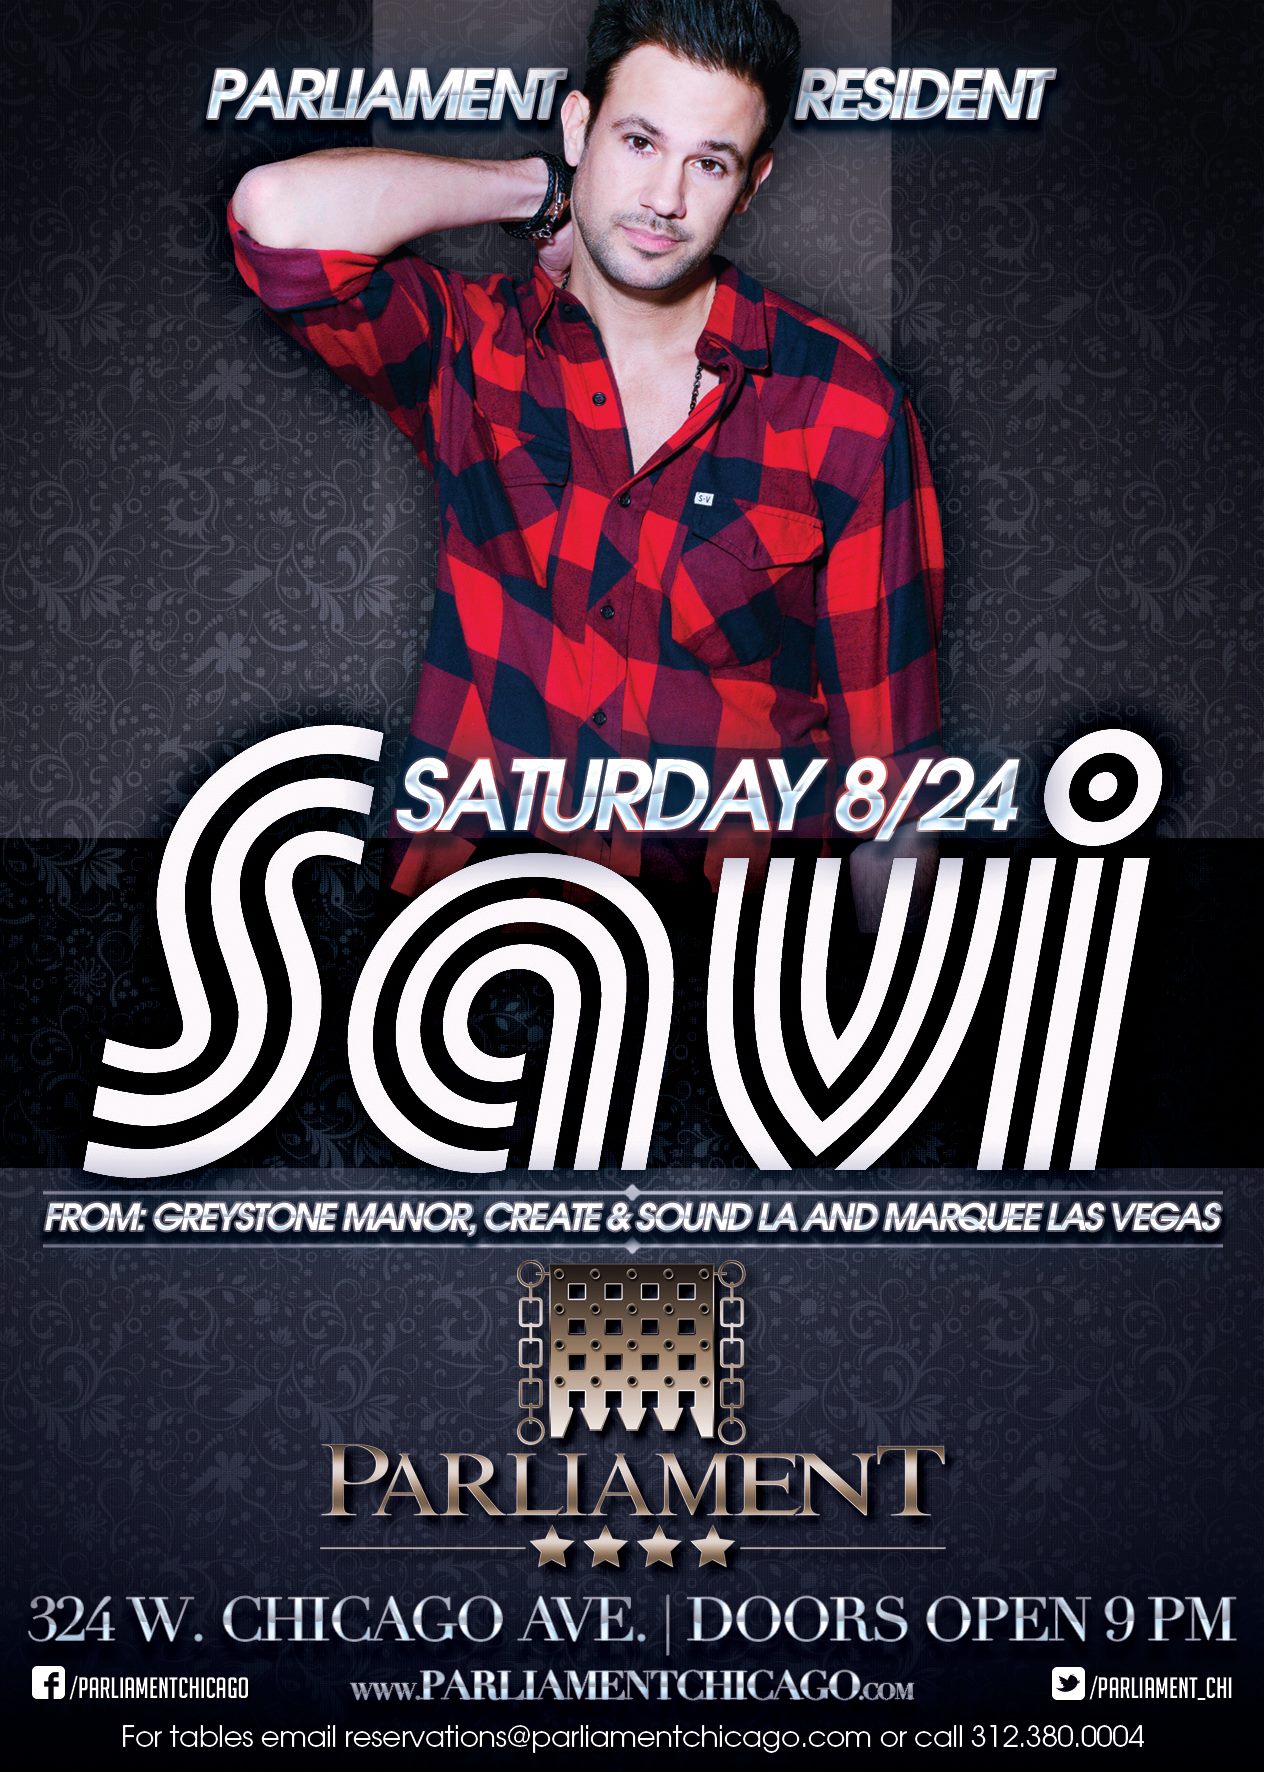 PARLIAMENT RESIDENT
S-V
SATURDAY 8/24
Savi
FROM: GREYSTONE MANOR, CREATE & SOUND LA AND MARQUEE LAS VEGAS
PARLIAMENT
324 W. CHICAGO AVE. | DOORS OPEN 9 PM
f /PARLIAMENTCHICAGO WWW.PARLIAMENTCHICAGO.COM /PARLIAMENT_CHI
For tables email reservations@parliamentchicago.com or call 312.380.0004